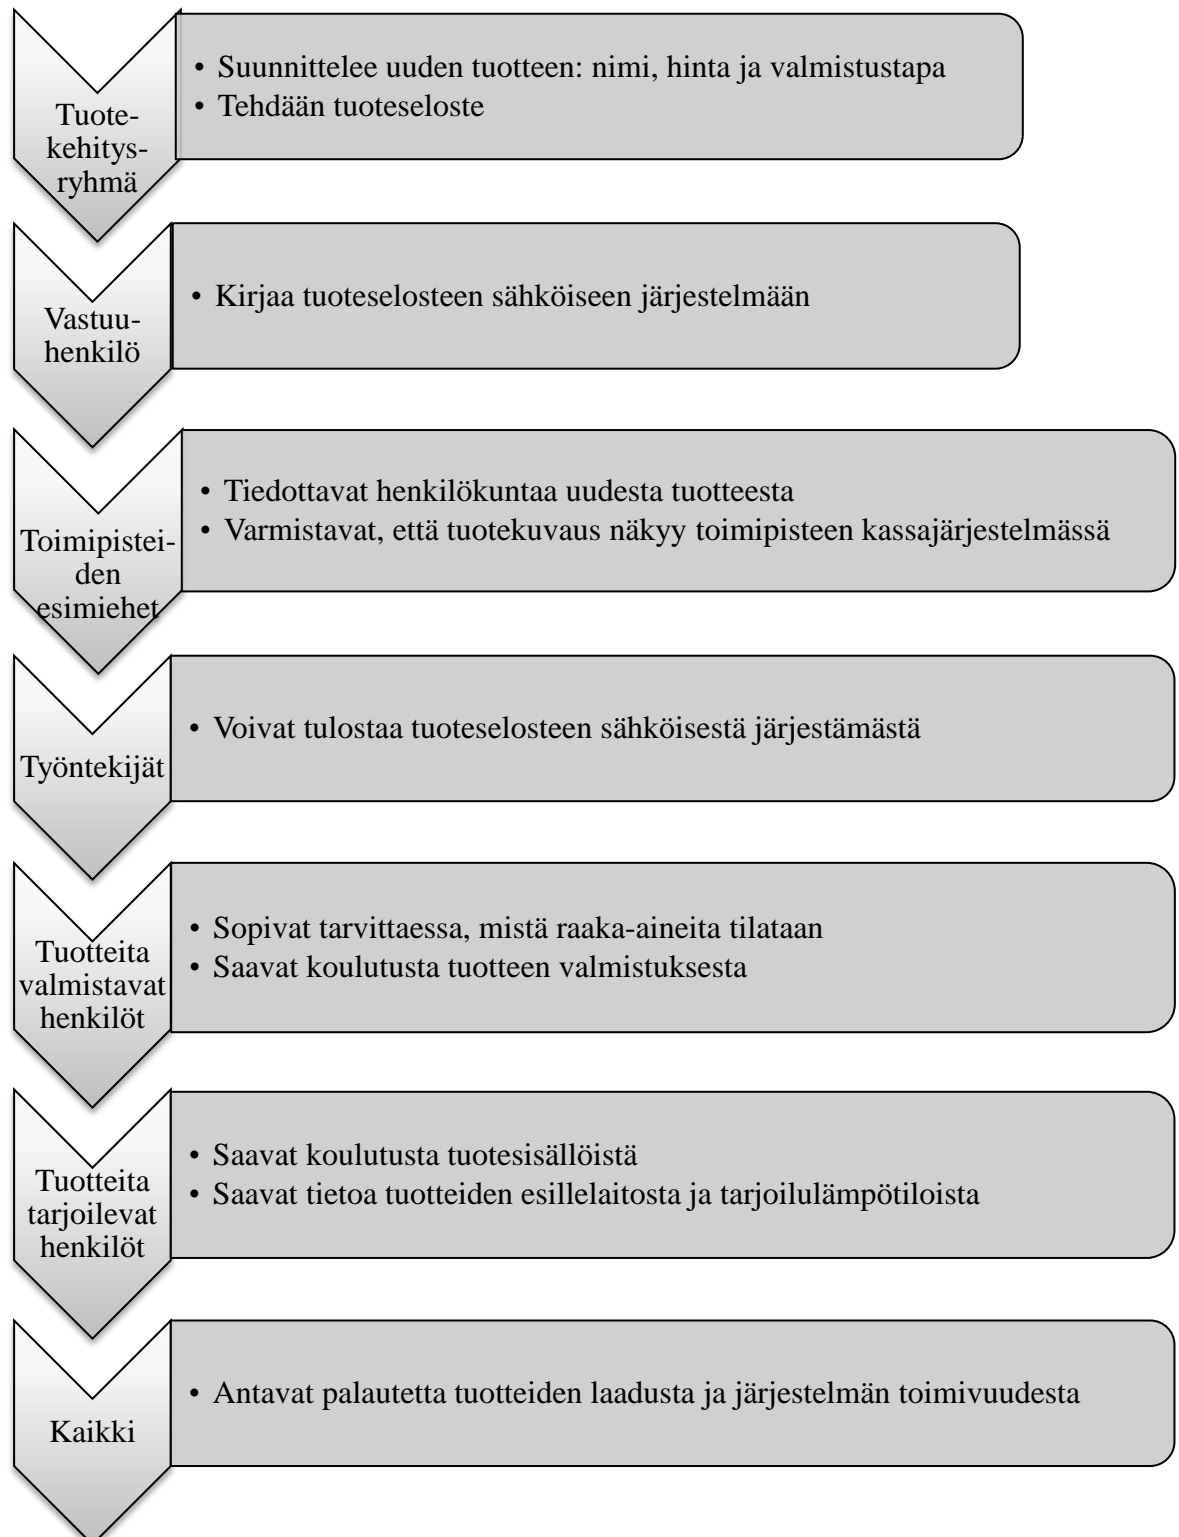 • Suunnittelee uuden tuotteen: nimi, hinta ja valmistustapa
• Tehdään tuoteseloste
Tuote-
kehitys-
ryhmä
• Kirjaa tuoteselosteen sähköiseen järjestelmään
Vastuu-
henkilö
• Tiedottavat henkilökuntaa uudesta tuotteesta
• Varmistavat, että tuotekuvaus näkyy toimipisteen kassajärjestelmässä
Toimipistei-
den
esimiehet
• Voivat tulostaa tuoteselosteen sähköisestä järjestämästä
Työntekijät
• Sopivat tarvittaessa, mistä raaka-aineita tilataan
• Saavat koulutusta tuotteen valmistuksesta
Tuotteita
valmistavat
henkilöt
• Saavat koulutusta tuotesisällöistä
• Saavat tietoa tuotteiden esillelaitosta ja tarjoilulämpötiloista
Tuotteita
tarjoilevat
henkilöt
• Antavat palautetta tuotteiden laadusta ja järjestelmän toimivuudesta
Kaikki